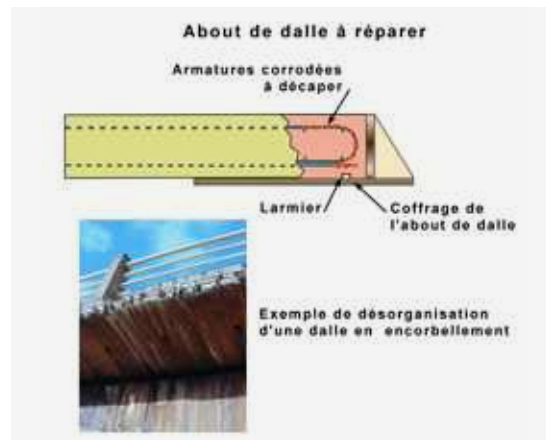 About de dalle à réparer
Armatures corrodées
à décaper
Larmier
Coffrage de
l'about de dalle
Exemple de désorganisation
d'une dalle en encorbellement